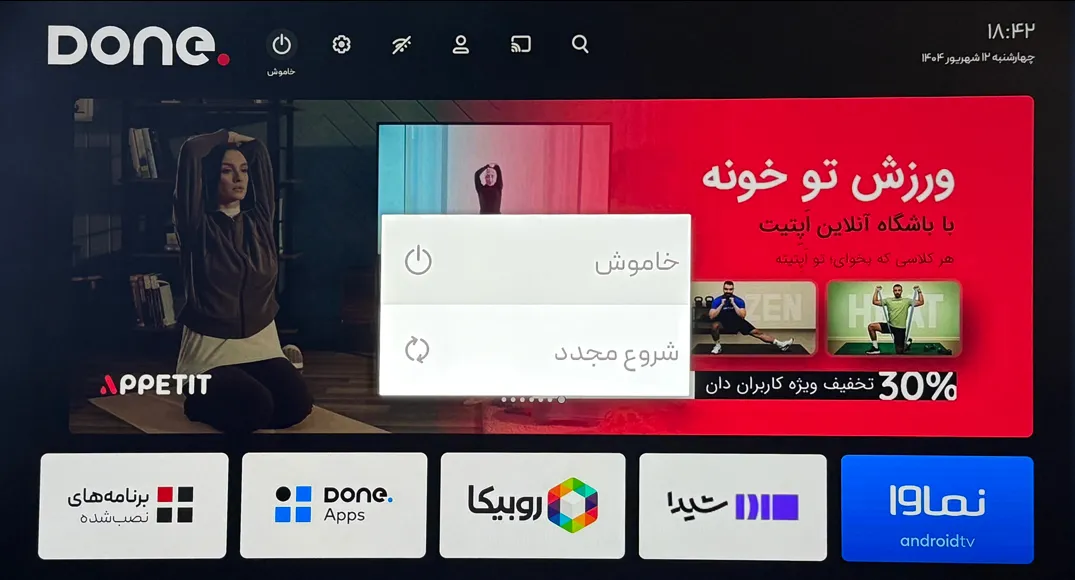 DONE.
خاموش
۱۸:۴۲
چهارشنبه ۱۲ شهریور ۱۴۰۴
ورزش تو خونه
با باشگاه آنلاین اَپتیت
هر کلاسی که بخوای؛ تو اَپتیته
HEAT
خاموش
شروع مجدد
APPETIT
30% تخفیف ویژه کاربران دان
برنامه‌های
نصب‌شده
DONE.
Apps
روبیکا
شیدا
نماوا
androidtv